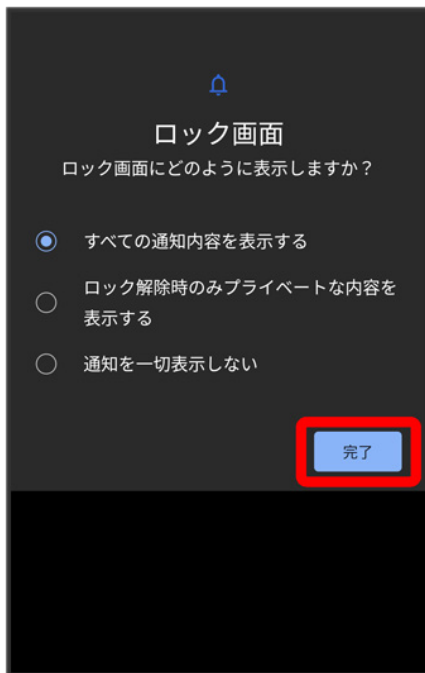 ロック画面
ロック画面にどのように表示しますか？
すべての通知内容を表示する
ロック解除時のみプライベートな内容を
表示する
通知を一切表示しない
完了